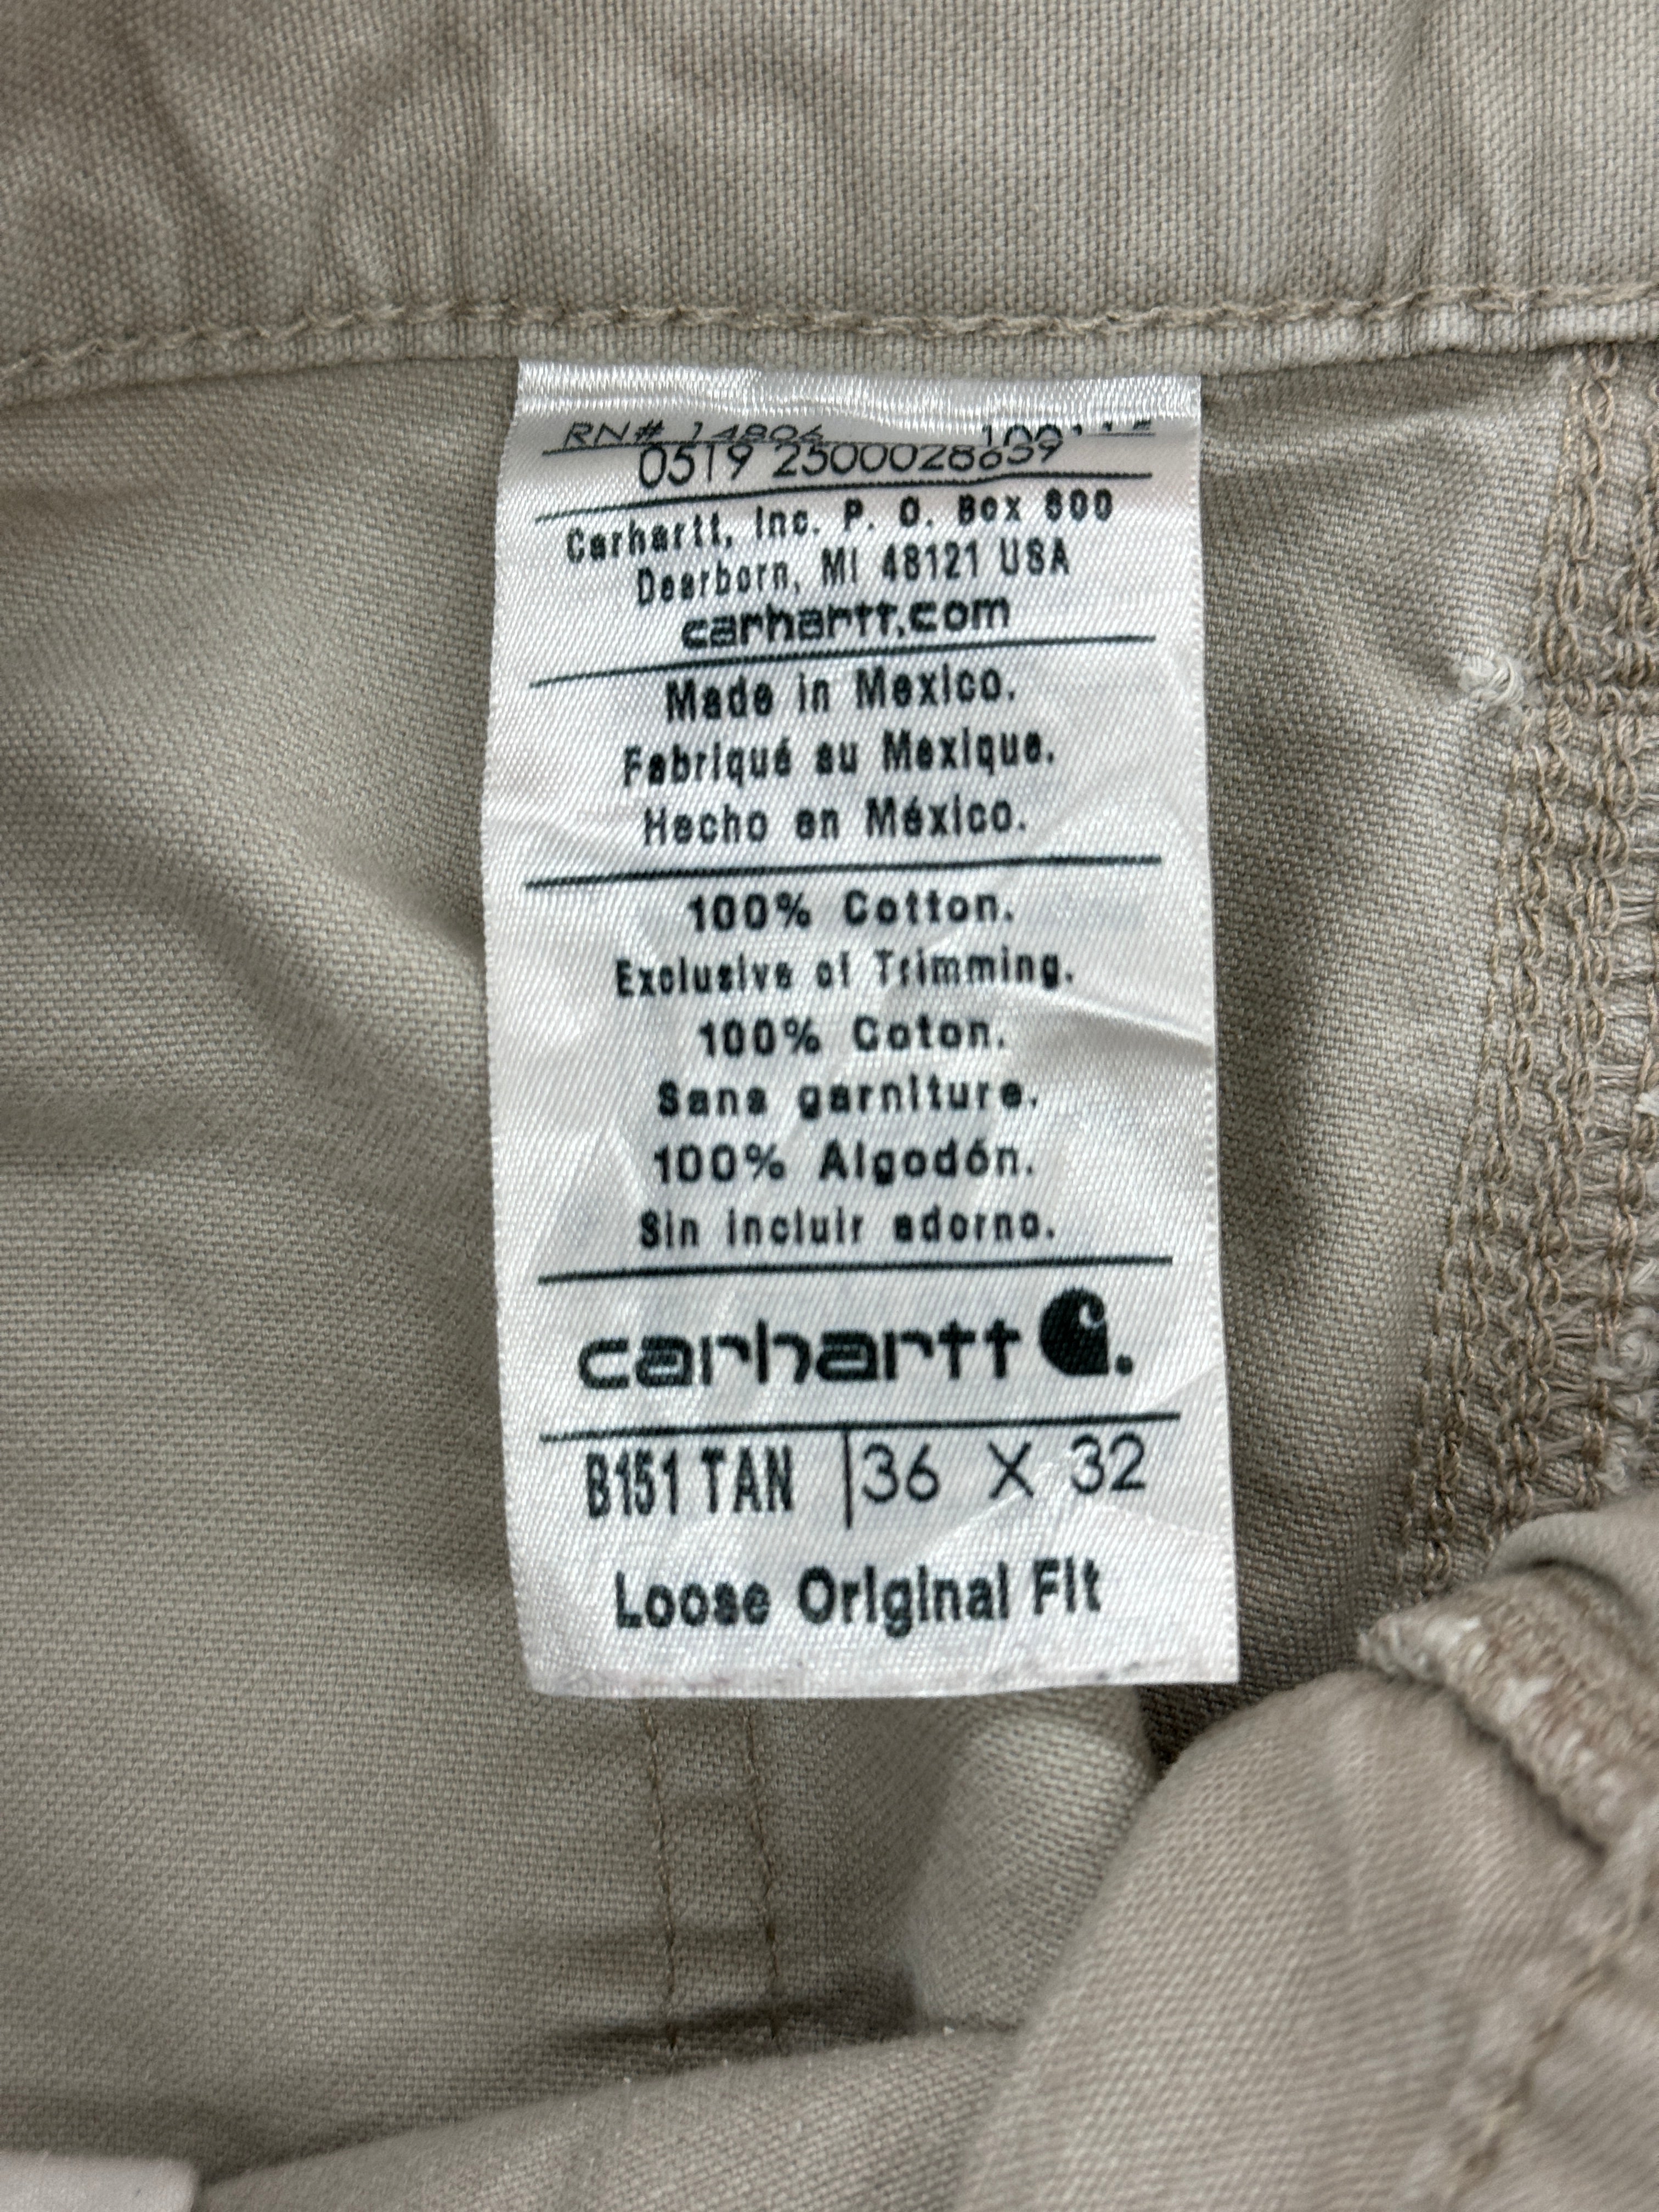 RN# 14806
0519 2500028659
Carhartt, Inc. P. O. Box 600
Dearborn, MI 48121 USA
carhartt.com
Made in Mexico.
Fabriqué au Mexique.
Hecho en México.
100% Cotton.
Exclusive of Trimming.
100% Coton.
Sans garniture.
100% Algodón.
Sin incluir adorno.
carhartt
B151 TAN 36 X 32
Loose Original Fit